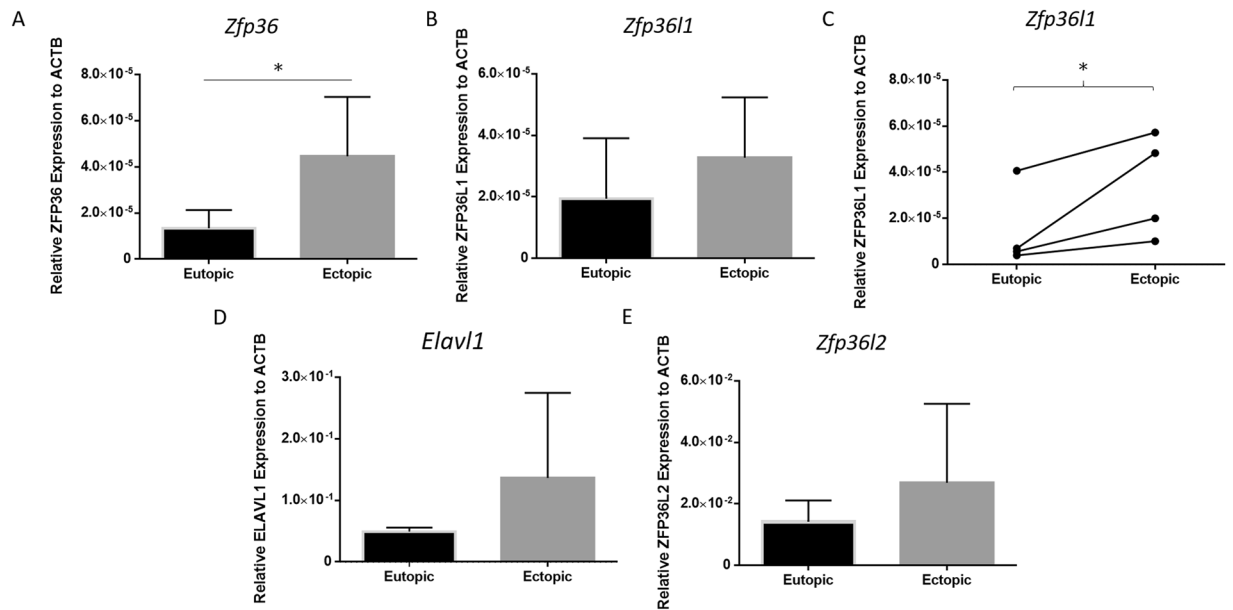 A
Zfp36
Relative ZFP36 Expression to ACTB
8.0×10⁻⁵
*
6.0×10⁻⁵
4.0×10⁻⁵
2.0×10⁻⁵
0
Eutopic Ectopic
B
Zfp36l1
Relative ZFP36L1 Expression to ACTB
6.0×10⁻⁵
4.0×10⁻⁵
2.0×10⁻⁵
0
Eutopic Ectopic
C
Zfp36l1
Relative ZFP36L1 Expression to ACTB
8.0×10⁻⁵
*
6.0×10⁻⁵
4.0×10⁻⁵
2.0×10⁻⁵
0
Eutopic Ectopic
D
Elavl1
Relative ELAVL1 Expression to ACTB
3.0×10⁻¹
2.0×10⁻¹
1.0×10⁻¹
0
Eutopic Ectopic
E
Zfp36l2
Relative ZFP36L2 Expression to ACTB
6.0×10⁻²
4.0×10⁻²
2.0×10⁻²
0
Eutopic Ectopic